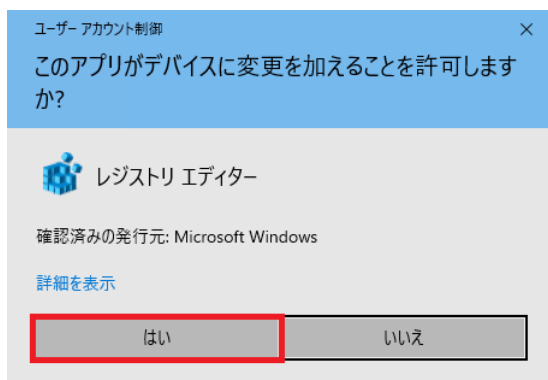 ユーザー アカウント制御
このアプリがデバイスに変更を加えることを許可します
か?
レジストリ エディター
確認済みの発行元: Microsoft Windows
詳細を表示
はい
いいえ